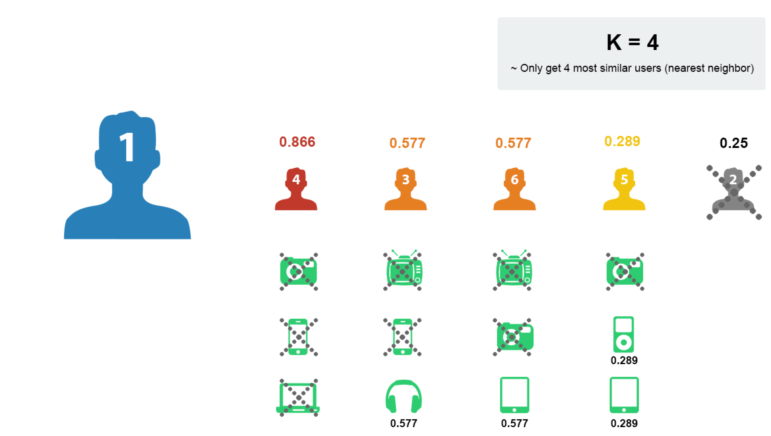 K = 4
~ Only get 4 most similar users (nearest neighbor)
1
0.866 0.577 0.577 0.289 0.25
4 3 6 5 2
0.289
0.577 0.577 0.289